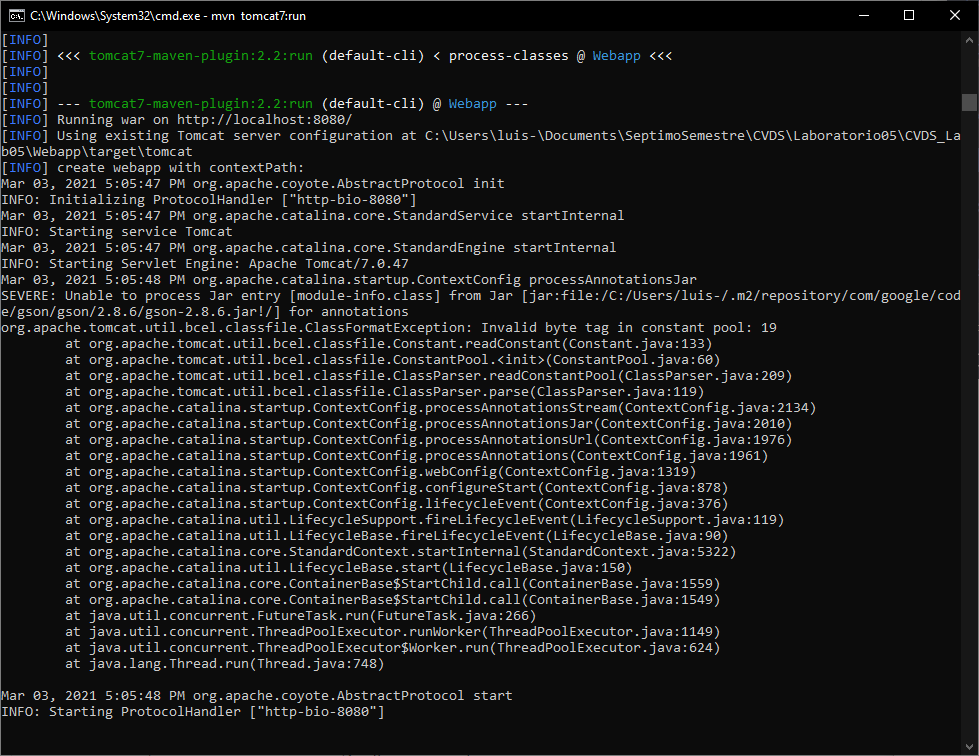 C:\Windows\System32\cmd.exe - mvn  tomcat7:run
[INFO]
[INFO] <<< tomcat7-maven-plugin:2.2:run (default-cli) < process-classes @ Webapp <<<
[INFO]
[INFO]
[INFO] --- tomcat7-maven-plugin:2.2:run (default-cli) @ Webapp ---
[INFO] Running war on http://localhost:8080/
[INFO] Using existing Tomcat server configuration at C:\Users\luis-\Documents\SeptimoSemestre\CVDS\Laboratorio05\CVDS_La
b05\Webapp\target\tomcat
[INFO] create webapp with contextPath:
Mar 03, 2021 5:05:47 PM org.apache.coyote.AbstractProtocol init
INFO: Initializing ProtocolHandler ["http-bio-8080"]
Mar 03, 2021 5:05:47 PM org.apache.catalina.core.StandardService startInternal
INFO: Starting service Tomcat
Mar 03, 2021 5:05:47 PM org.apache.catalina.core.StandardEngine startInternal
INFO: Starting Servlet Engine: Apache Tomcat/7.0.47
Mar 03, 2021 5:05:48 PM org.apache.catalina.startup.ContextConfig processAnnotationsJar
SEVERE: Unable to process Jar entry [module-info.class] from Jar [jar:file:/C:/Users/luis-/.m2/repository/com/google/cod
e/gson/gson/2.8.6/gson-2.8.6.jar!/] for annotations
org.apache.tomcat.util.bcel.classfile.ClassFormatException: Invalid byte tag in constant pool: 19
        at org.apache.tomcat.util.bcel.classfile.Constant.readConstant(Constant.java:133)
        at org.apache.tomcat.util.bcel.classfile.ConstantPool.<init>(ConstantPool.java:60)
        at org.apache.tomcat.util.bcel.classfile.ClassParser.readConstantPool(ClassParser.java:209)
        at org.apache.tomcat.util.bcel.classfile.ClassParser.parse(ClassParser.java:119)
        at org.apache.catalina.startup.ContextConfig.processAnnotationsStream(ContextConfig.java:2134)
        at org.apache.catalina.startup.ContextConfig.processAnnotationsJar(ContextConfig.java:2010)
        at org.apache.catalina.startup.ContextConfig.processAnnotationsUrl(ContextConfig.java:1976)
        at org.apache.catalina.startup.ContextConfig.processAnnotations(ContextConfig.java:1961)
        at org.apache.catalina.startup.ContextConfig.webConfig(ContextConfig.java:1319)
        at org.apache.catalina.startup.ContextConfig.configureStart(ContextConfig.java:878)
        at org.apache.catalina.startup.ContextConfig.lifecycleEvent(ContextConfig.java:376)
        at org.apache.catalina.util.LifecycleSupport.fireLifecycleEvent(LifecycleSupport.java:119)
        at org.apache.catalina.util.LifecycleBase.fireLifecycleEvent(LifecycleBase.java:90)
        at org.apache.catalina.core.StandardContext.startInternal(StandardContext.java:5322)
        at org.apache.catalina.util.LifecycleBase.start(LifecycleBase.java:150)
        at org.apache.catalina.core.ContainerBase$StartChild.call(ContainerBase.java:1559)
        at org.apache.catalina.core.ContainerBase$StartChild.call(ContainerBase.java:1549)
        at java.util.concurrent.FutureTask.run(FutureTask.java:266)
        at java.util.concurrent.ThreadPoolExecutor.runWorker(ThreadPoolExecutor.java:1149)
        at java.util.concurrent.ThreadPoolExecutor$Worker.run(ThreadPoolExecutor.java:624)
        at java.lang.Thread.run(Thread.java:748)
Mar 03, 2021 5:05:48 PM org.apache.coyote.AbstractProtocol start
INFO: Starting ProtocolHandler ["http-bio-8080"]